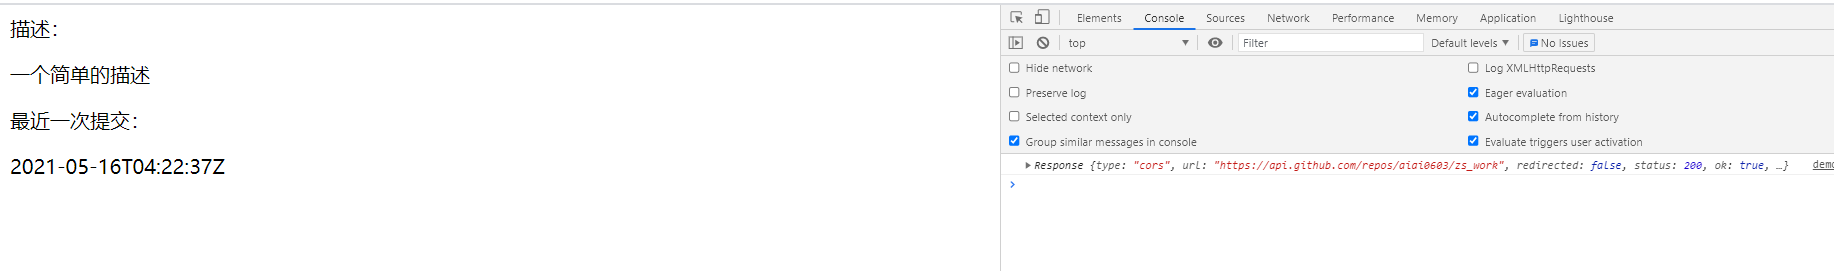 描述：
一个简单的描述
最近一次提交：
2021-05-16T04:22:37Z
Elements Console Sources Network Performance Memory Application Lighthouse
top Filter Default levels No Issues
Hide network Log XMLHttpRequests
Preserve log Eager evaluation
Selected context only Autocomplete from history
Group similar messages in console Evaluate triggers user activation
Response {type: "cors", url: "https://api.github.com/repos/aiai0603/zs_work", redirected: false, status: 200, ok: true, …} demo